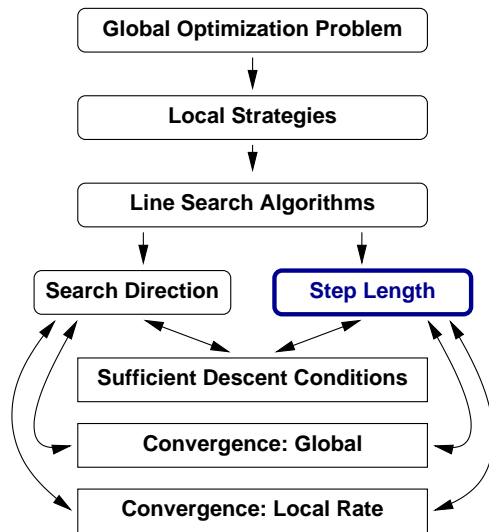 Global Optimization Problem
Local Strategies
Line Search Algorithms
Search Direction
Step Length
Sufficient Descent Conditions
Convergence: Global
Convergence: Local Rate